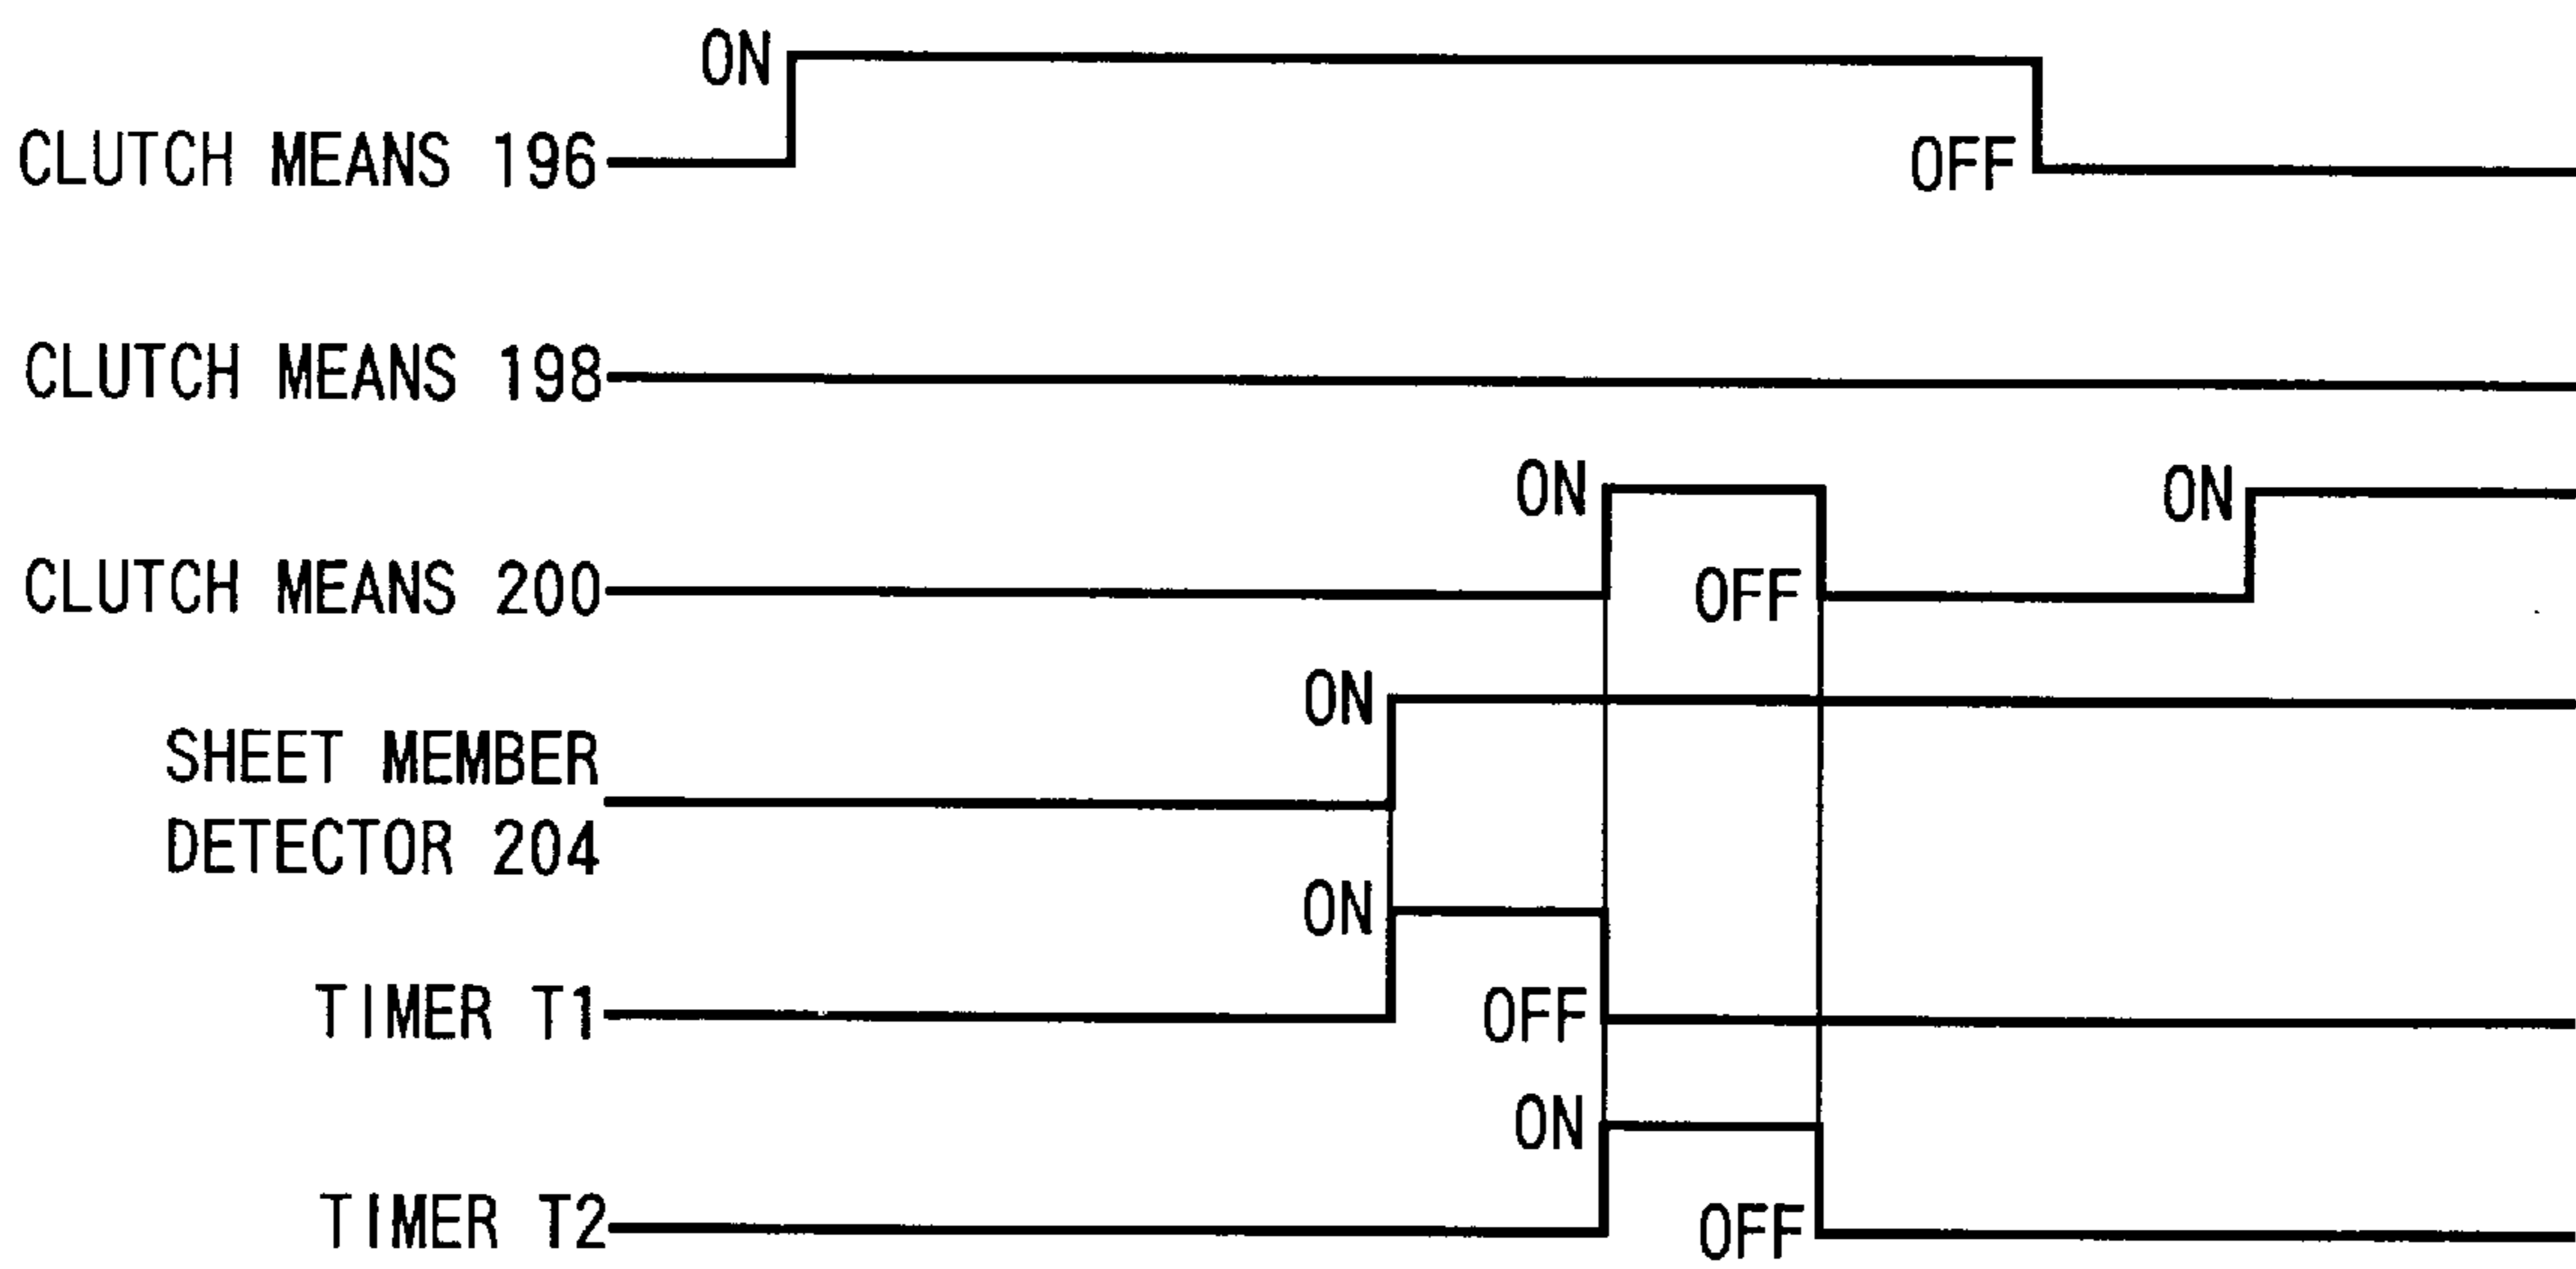 ON
CLUTCH MEANS 196
OFF
CLUTCH MEANS 198
ON
ON
CLUTCH MEANS 200
OFF
ON
SHEET MEMBER
DETECTOR 204
ON
TIMER T1
OFF
ON
TIMER T2
OFF